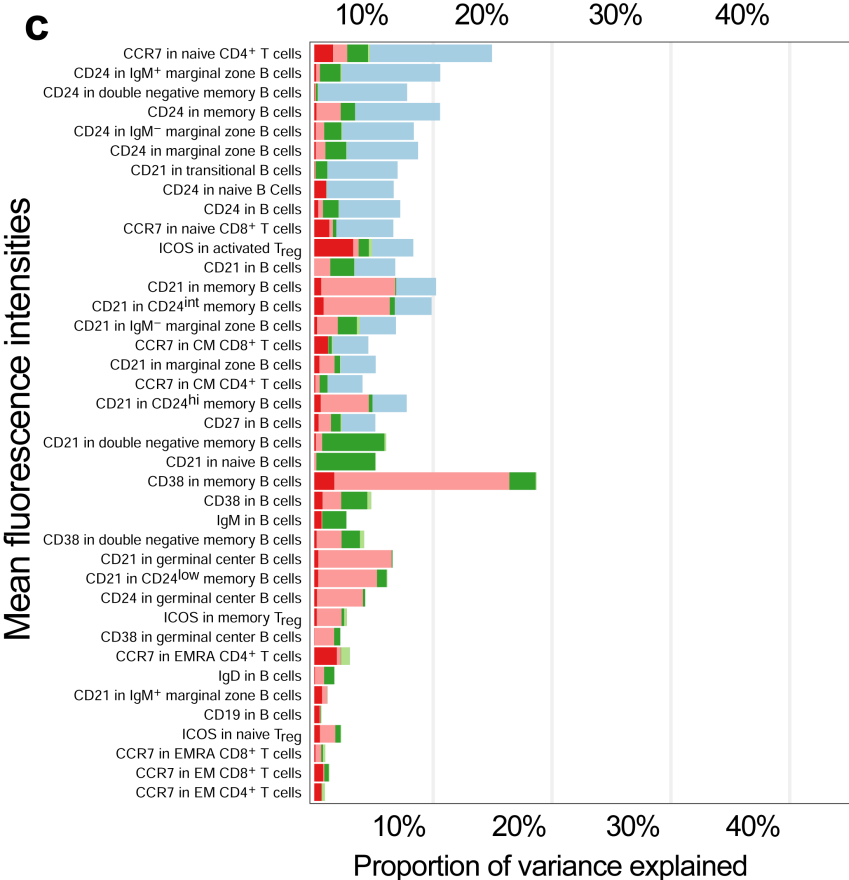 c
10% 20% 30% 40%
Mean fluorescence intensities
CCR7 in naive CD4⁺ T cells
CD24 in IgM⁺ marginal zone B cells
CD24 in double negative memory B cells
CD24 in memory B cells
CD24 in IgM⁻ marginal zone B cells
CD24 in marginal zone B cells
CD21 in transitional B cells
CD24 in naive B Cells
CD24 in B cells
CCR7 in naive CD8⁺ T cells
ICOS in activated Treg
CD21 in B cells
CD21 in memory B cells
CD21 in CD24int memory B cells
CD21 in IgM⁻ marginal zone B cells
CCR7 in CM CD8⁺ T cells
CD21 in marginal zone B cells
CCR7 in CM CD4⁺ T cells
CD21 in CD24hi memory B cells
CD27 in B cells
CD21 in double negative memory B cells
CD21 in naive B cells
CD38 in memory B cells
CD38 in B cells
IgM in B cells
CD38 in double negative memory B cells
CD21 in germinal center B cells
CD21 in CD24low memory B cells
CD24 in germinal center B cells
ICOS in memory Treg
CD38 in germinal center B cells
CCR7 in EMRA CD4⁺ T cells
IgD in B cells
CD21 in IgM⁺ marginal zone B cells
CD19 in B cells
ICOS in naive Treg
CCR7 in EMRA CD8⁺ T cells
CCR7 in EM CD8⁺ T cells
CCR7 in EM CD4⁺ T cells
10% 20% 30% 40%
Proportion of variance explained